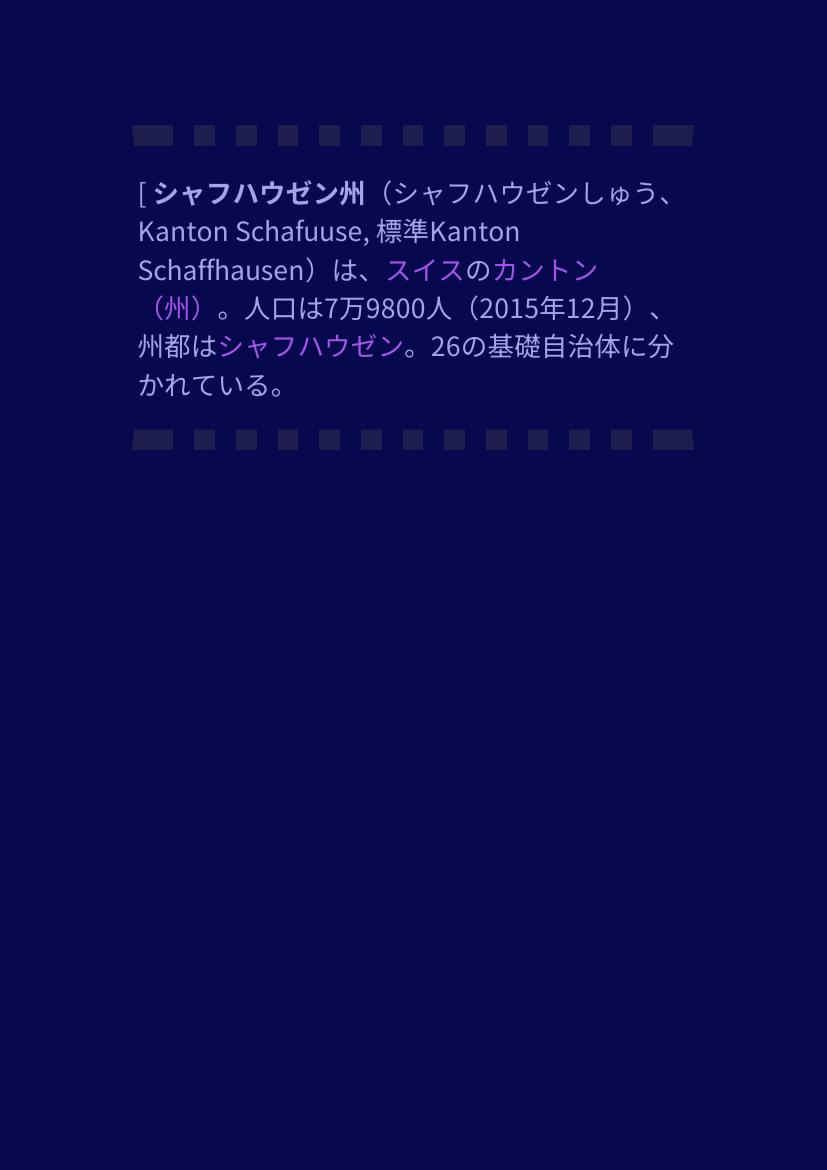 [ シャフハウゼン州（シャフハウゼンしゅう、
Kanton Schafuuse, 標準Kanton
Schaffhausen）は、スイスのカントン
（州）。人口は7万9800人（2015年12月）、
州都はシャフハウゼン。26の基礎自治体に分
かれている。